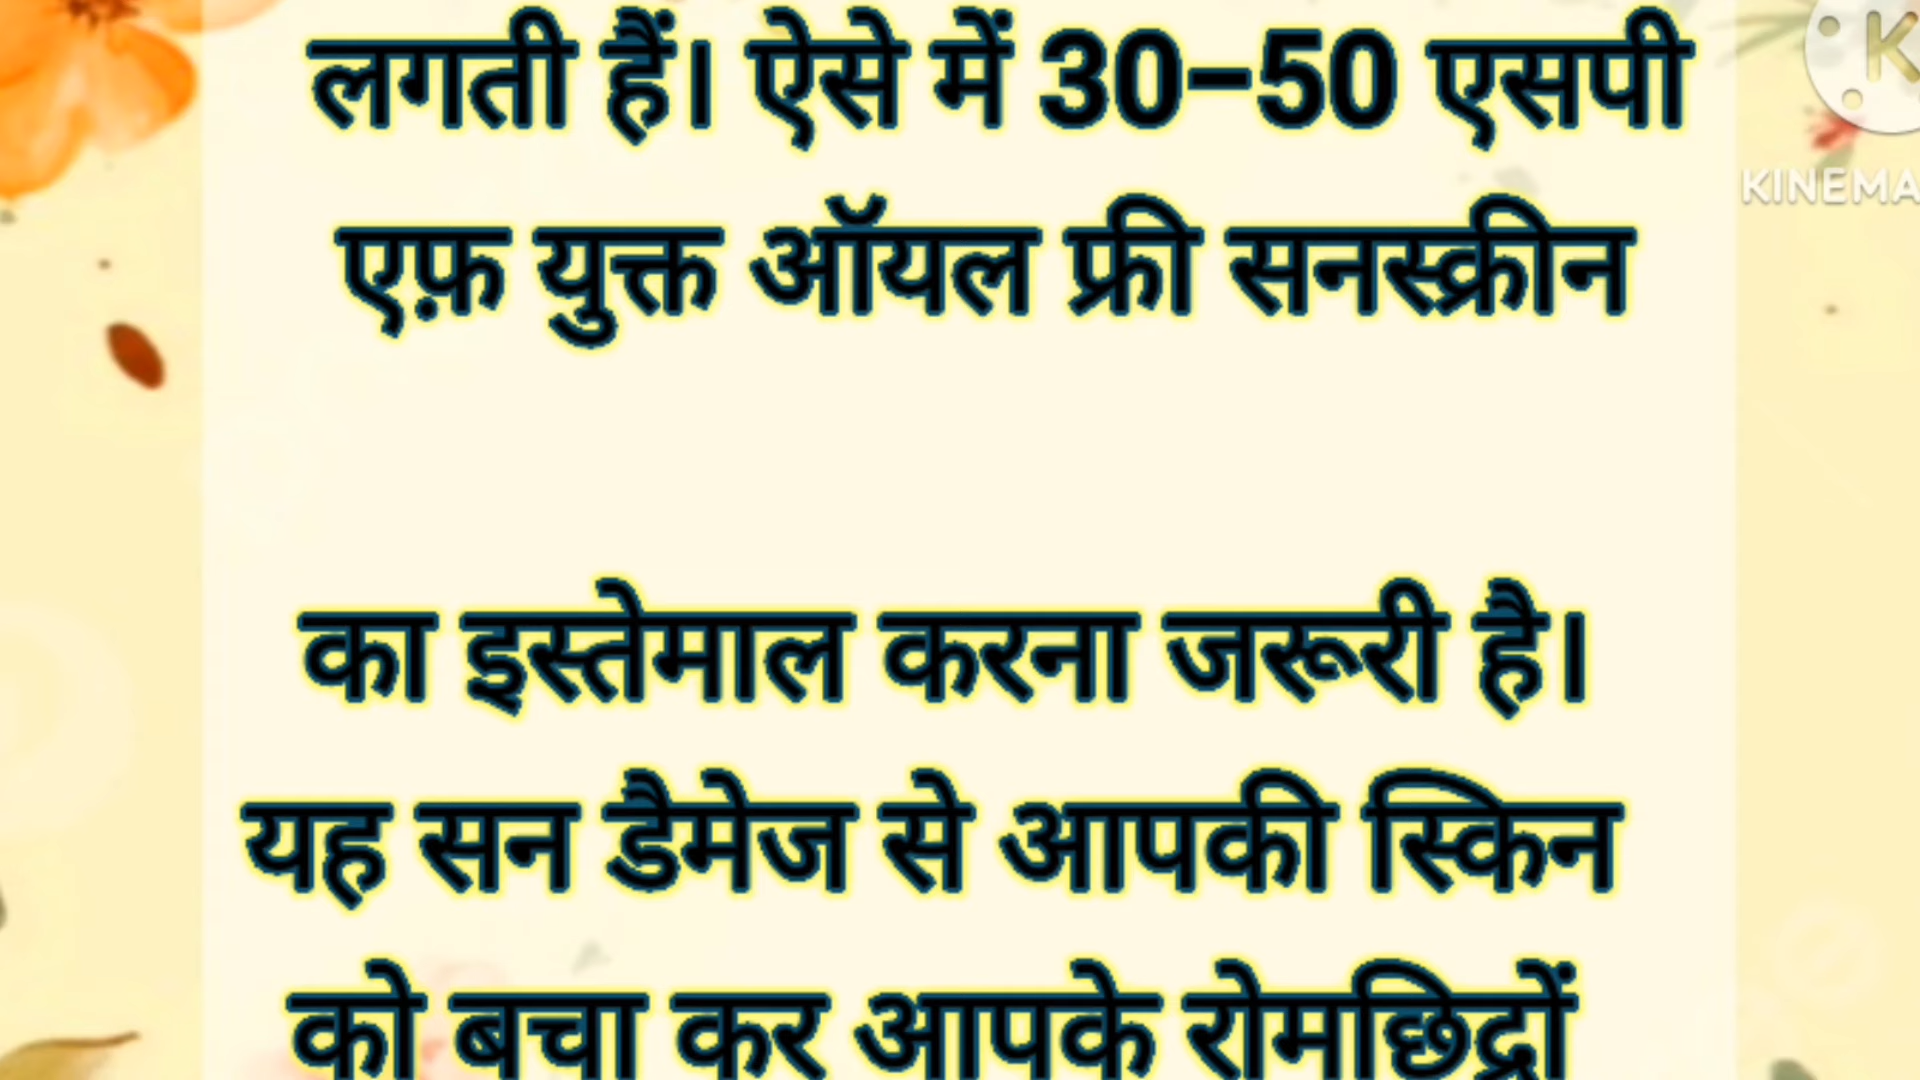 लगती हैं। ऐसे में 30-50 एसपी
KINEMA
एफ़ युक्त ऑयल फ्री सनस्क्रीन
का इस्तेमाल करना जरूरी है।
यह सन डैमेज से आपकी स्किन
को बचा कर आपके रोमछिद्रों